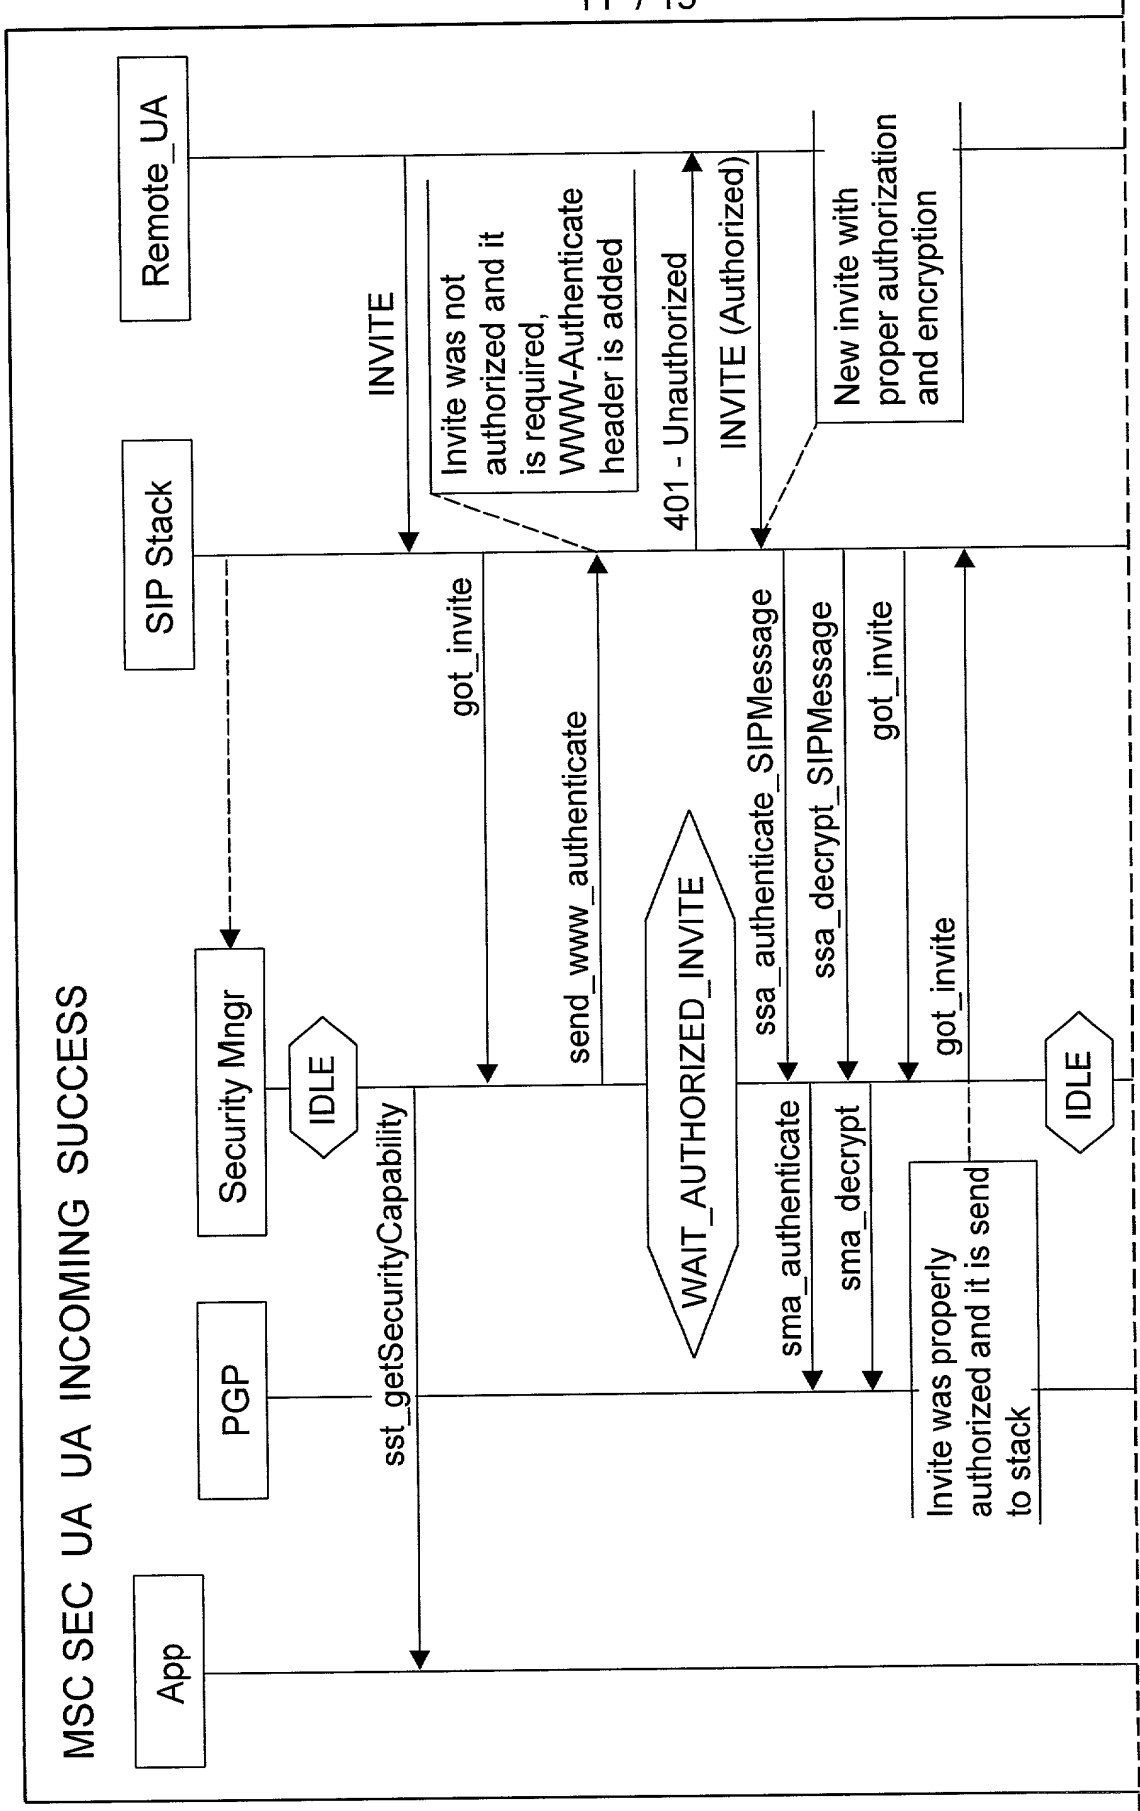 MSC SEC UA UA INCOMING SUCCESS
App
PGP
Security Mngr
SIP Stack
Remote_UA
IDLE
INVITE
sst_getSecurityCapability
got_invite
Invite was not
authorized and it
is required,
WWW-Authenticate
header is added
send_www_authenticate
WAIT_AUTHORIZED_INVITE
401 - Unauthorized
INVITE (Authorized)
New invite with
proper authorization
and encryption
ssa_authenticate_SIPMessage
sma_authenticate
ssa_decrypt_SIPMessage
sma_decrypt
got_invite
got_invite
Invite was properly
authorized and it is send
to stack
IDLE